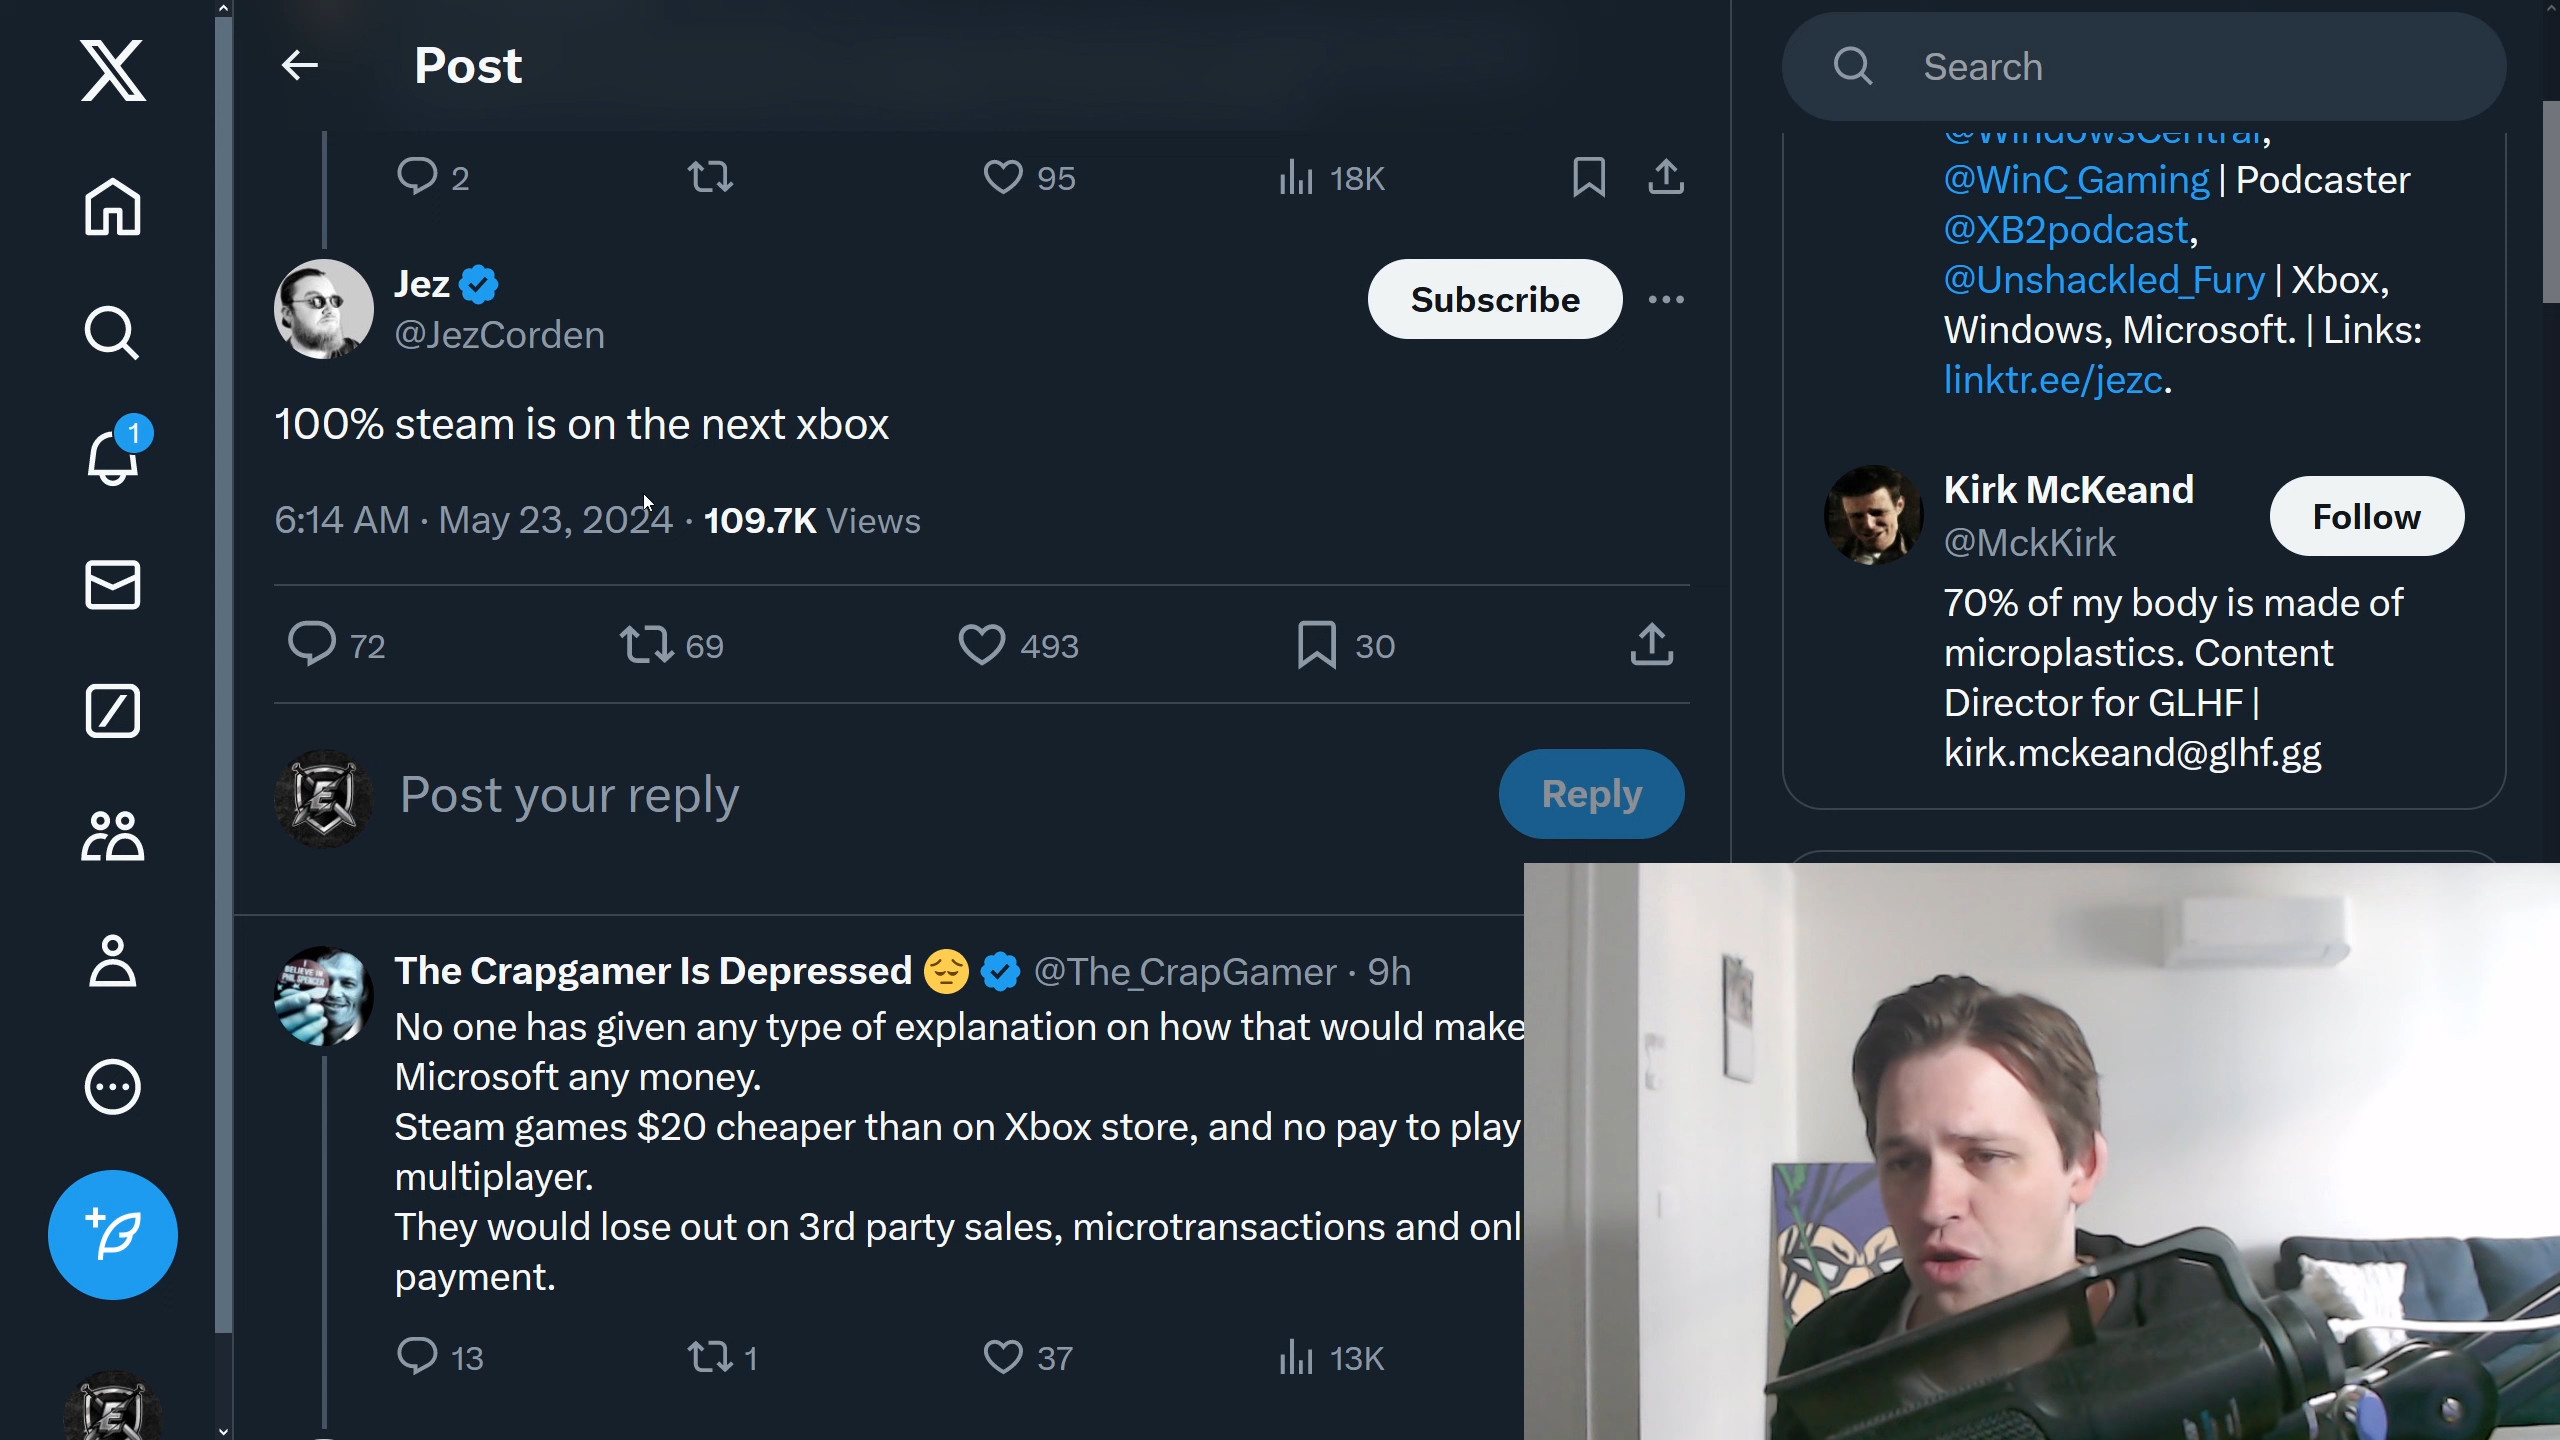 Post
Search
2
95
18K
@WindowsCentral,
@WinC_Gaming | Podcaster
@XB2podcast,
@Unshackled_Fury | Xbox,
Windows, Microsoft. | Links:
linktr.ee/jezc.
Jez
@JezCorden
Subscribe
100% steam is on the next xbox
6:14 AM · May 23, 2024 · 109.7K Views
72
69
493
30
1
Kirk McKeand
@MckKirk
Follow
70% of my body is made of
microplastics. Content
Director for GLHF |
kirk.mckeand@glhf.gg
Post your reply
Reply
The Crapgamer Is Depressed 😔 @The_CrapGamer · 9h
No one has given any type of explanation on how that would make
Microsoft any money.
Steam games $20 cheaper than on Xbox store, and no pay to play
multiplayer.
They would lose out on 3rd party sales, microtransactions and onl
payment.
13
1
37
13K